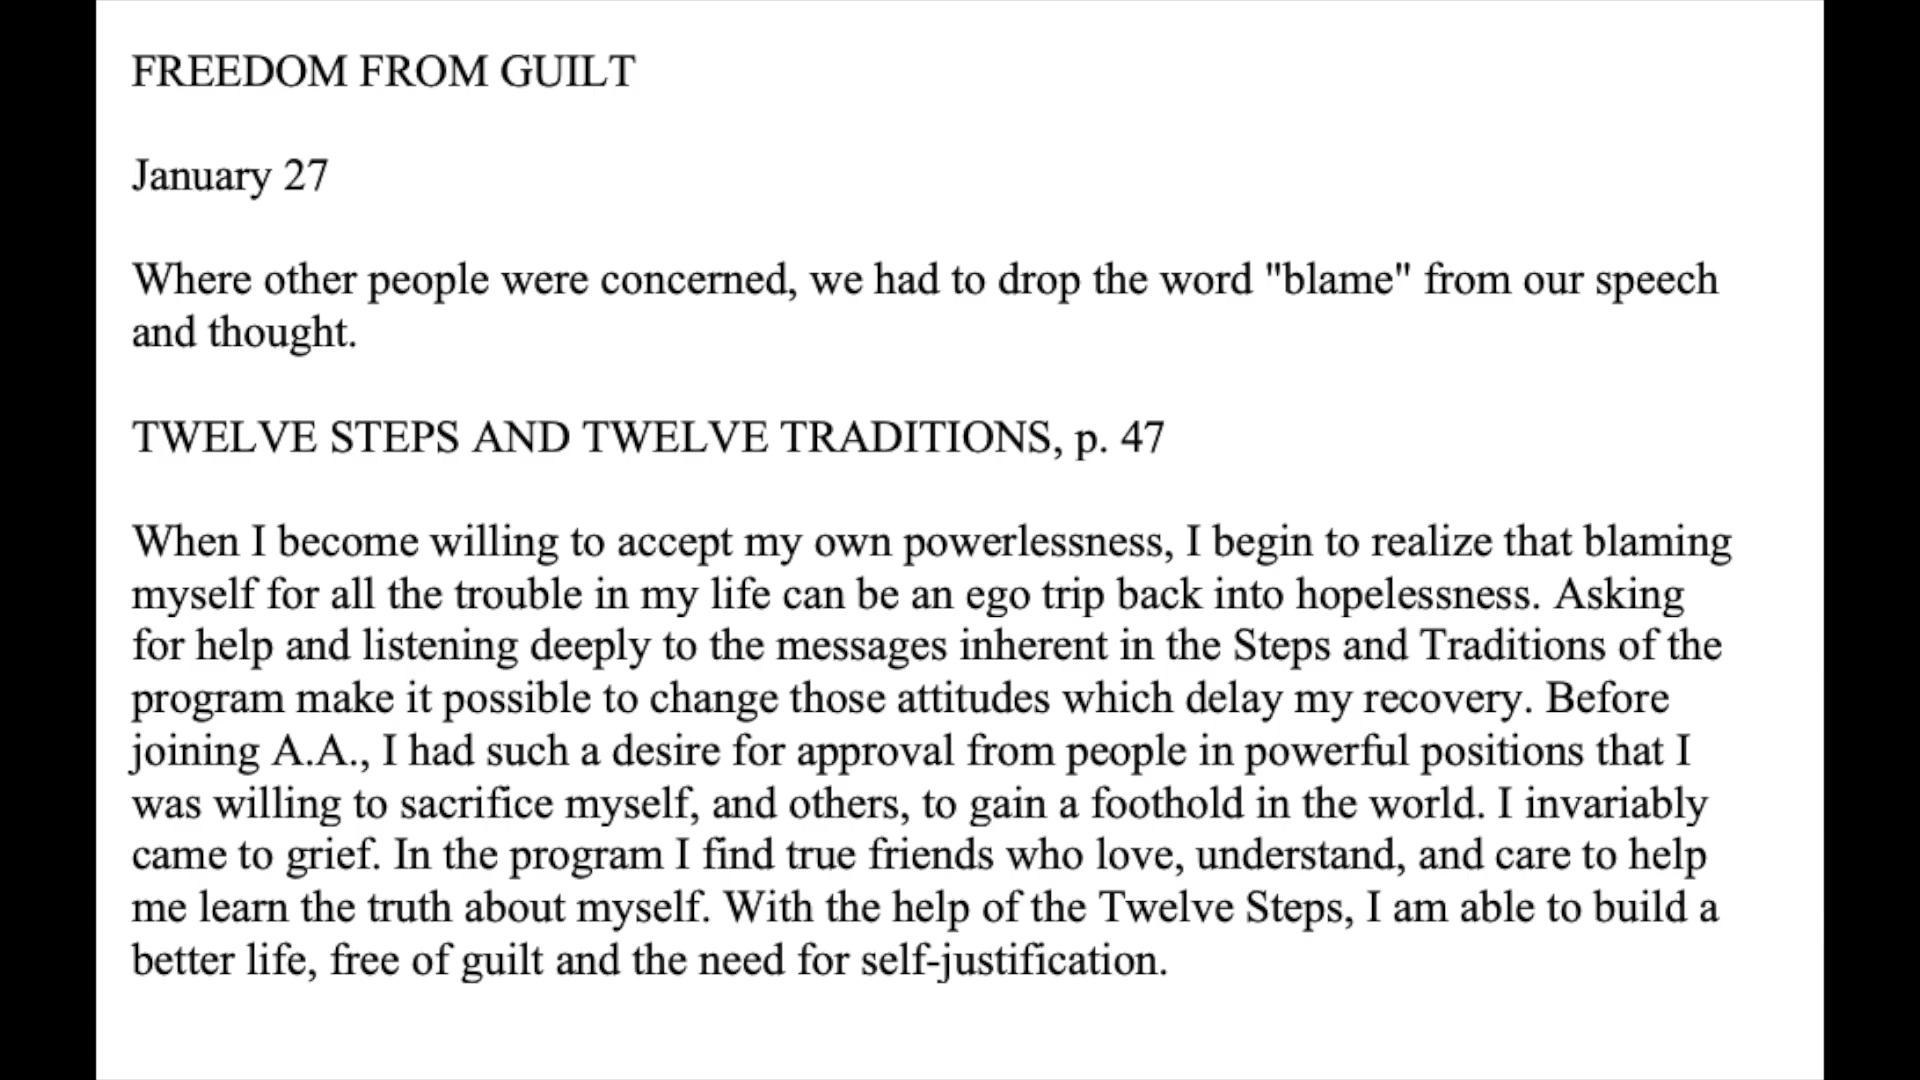 FREEDOM FROM GUILT
January 27
Where other people were concerned, we had to drop the word "blame" from our speech
and thought.
TWELVE STEPS AND TWELVE TRADITIONS, p. 47
When I become willing to accept my own powerlessness, I begin to realize that blaming
myself for all the trouble in my life can be an ego trip back into hopelessness. Asking
for help and listening deeply to the messages inherent in the Steps and Traditions of the
program make it possible to change those attitudes which delay my recovery. Before
joining A.A., I had such a desire for approval from people in powerful positions that I
was willing to sacrifice myself, and others, to gain a foothold in the world. I invariably
came to grief. In the program I find true friends who love, understand, and care to help
me learn the truth about myself. With the help of the Twelve Steps, I am able to build a
better life, free of guilt and the need for self-justification.